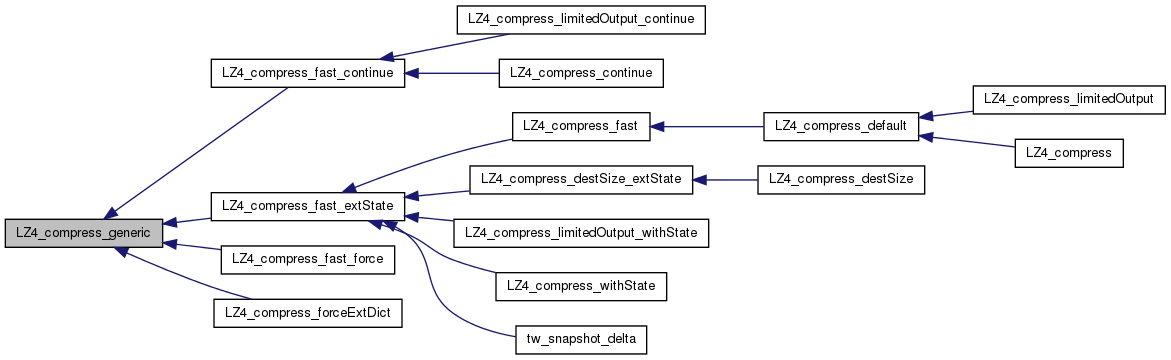 LZ4_compress_limitedOutput_continue
LZ4_compress_fast_continue
LZ4_compress_continue
LZ4_compress_limitedOutput
LZ4_compress_fast
LZ4_compress_default
LZ4_compress
LZ4_compress_destSize_extState
LZ4_compress_destSize
LZ4_compress_fast_extState
LZ4_compress_generic
LZ4_compress_limitedOutput_withState
LZ4_compress_fast_force
LZ4_compress_withState
LZ4_compress_forceExtDict
tw_snapshot_delta